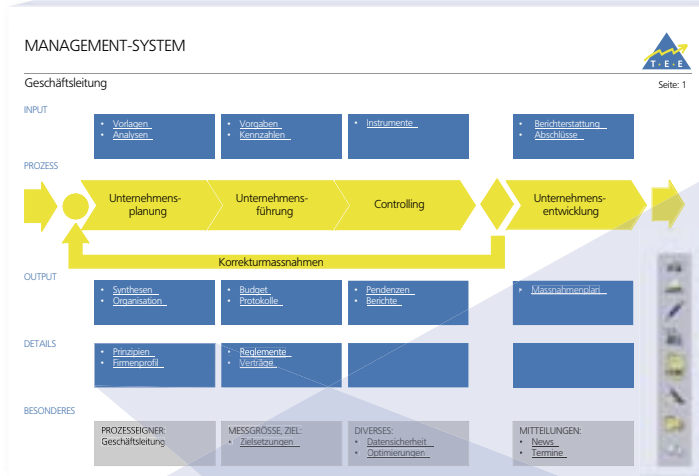 MANAGEMENT-SYSTEM
T·E·E
Geschäftsleitung
Seite: 1
INPUT
• Vorlagen
• Analysen
• Vorgaben
• Kennzahlen
• Instrumente
• Berichterstattung
• Abschlüsse
PROZESS
Unternehmens-
planung
Unternehmens-
führung
Controlling
Unternehmens-
entwicklung
Korrekturmassnahmen
OUTPUT
• Synthesen
• Organisation
• Budget
• Protokolle
• Pendenzen
• Berichte
• Massnahmenplan
DETAILS
• Prinzipien
• Firmenprofil
• Reglemente
• Verträge
BESONDERES
PROZESSEIGNER:
Geschäftsleitung
MESSGRÖSSE, ZIEL:
• Zielsetzungen
DIVERSES:
• Datensicherheit
• Optimierungen
MITTEILUNGEN:
• News
• Termine